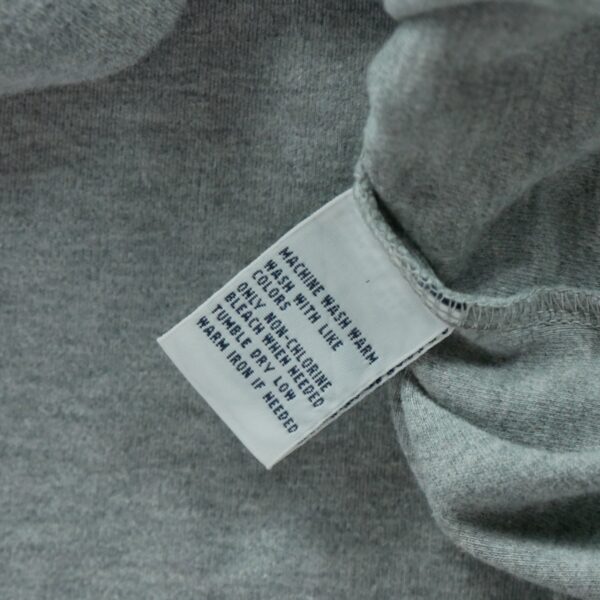 MACHINE WASH WARM
WASH WITH LIKE
COLORS
ONLY NON-CHLORINE
BLEACH WHEN NEEDED
TUMBLE DRY LOW
WARM IRON IF NEEDED